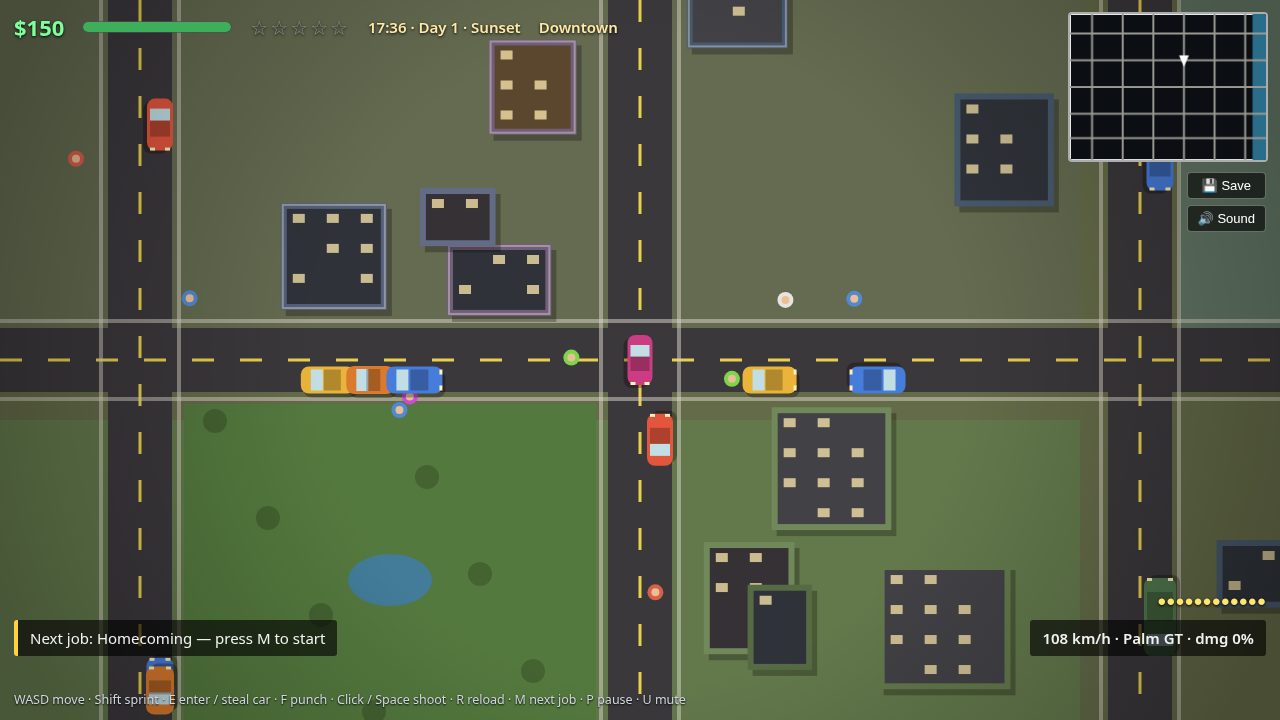 $150
☆☆☆☆☆
17:36 · Day 1 · Sunset Downtown
💾 Save
🔊 Sound
Next job: Homecoming — press M to start
108 km/h · Palm GT · dmg 0%
WASD move · Shift sprint · E enter / steal car · F punch · Click / Space shoot · R reload · M next job · P pause · U mute